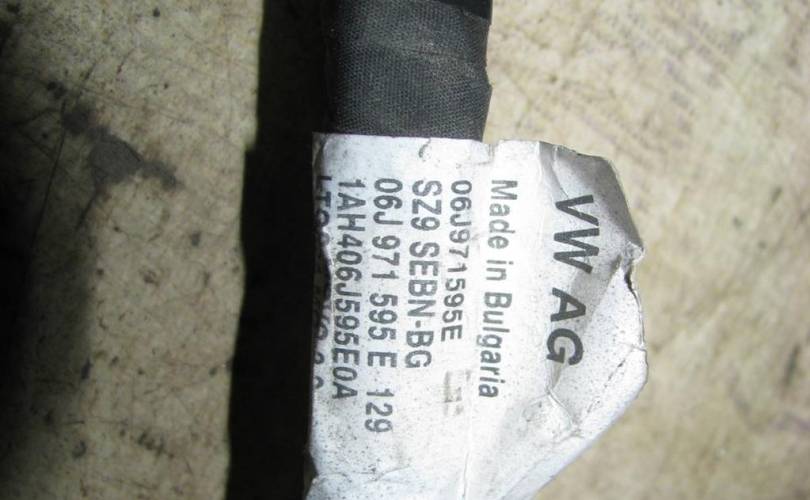 VW AG
Made in Bulgaria
06J971595E
SZ9 SEBN-BG
06J 971 595 E 129
1AH406J595E0A